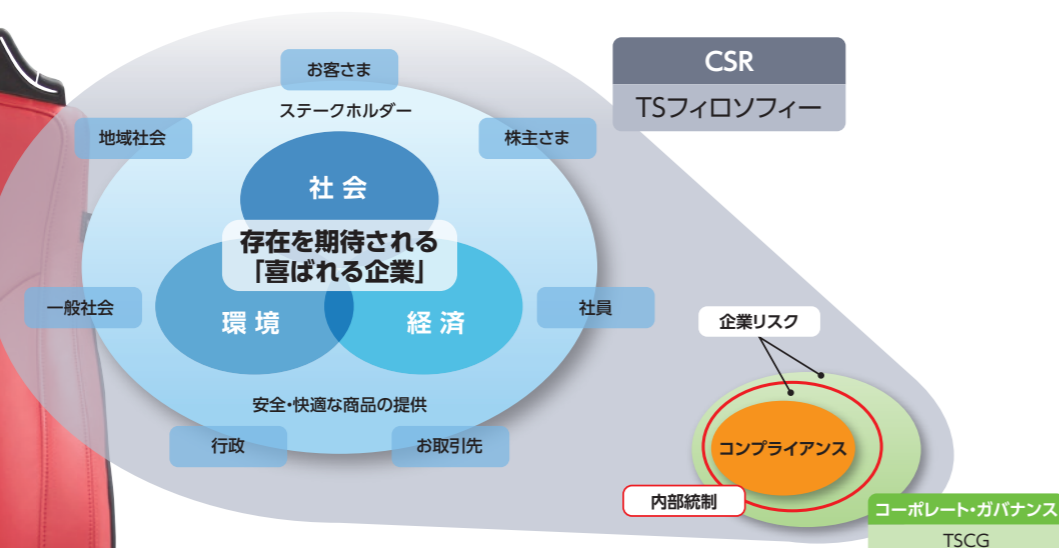 お客さま
ステークホルダー
CSR
TSフィロソフィー
地域社会
株主さま
社会
存在を期待される
「喜ばれる企業」
一般社会
環境
経済
社員
企業リスク
安全・快適な商品の提供
行政
お取引先
コンプライアンス
内部統制
コーポレート・ガバナンス
TSCG